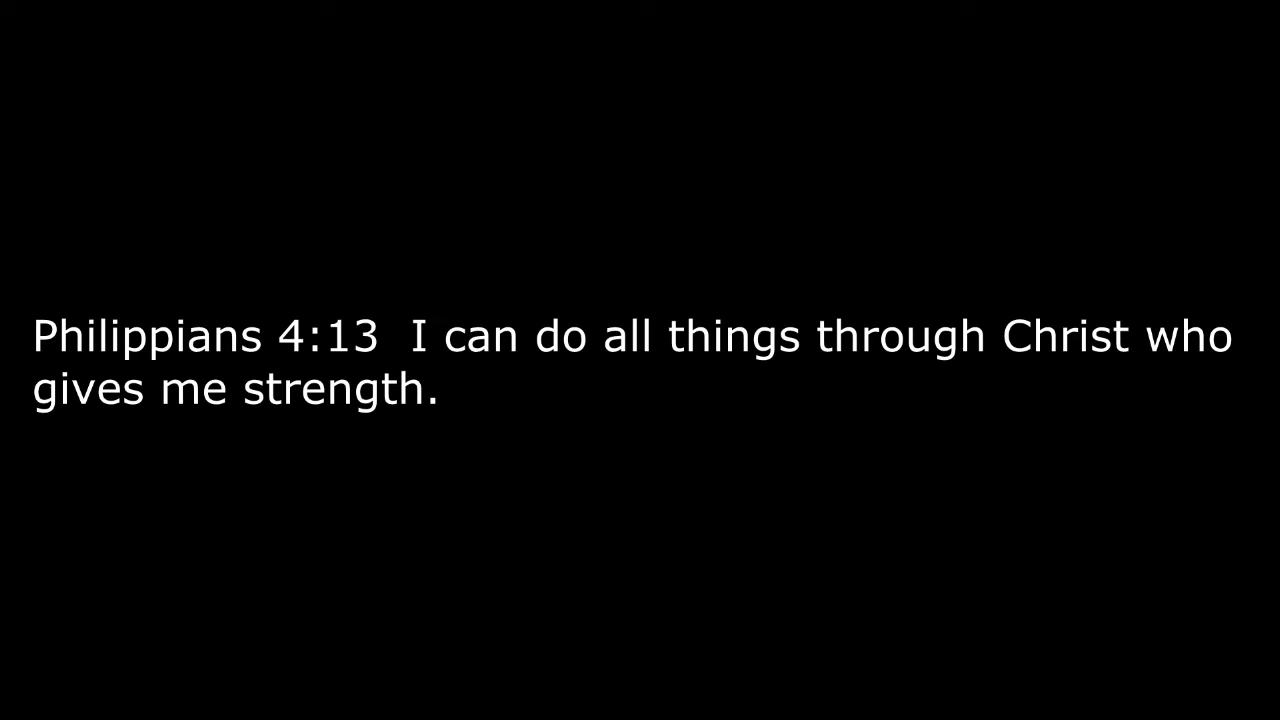 Philippians 4:13  I can do all things through Christ who
gives me strength.